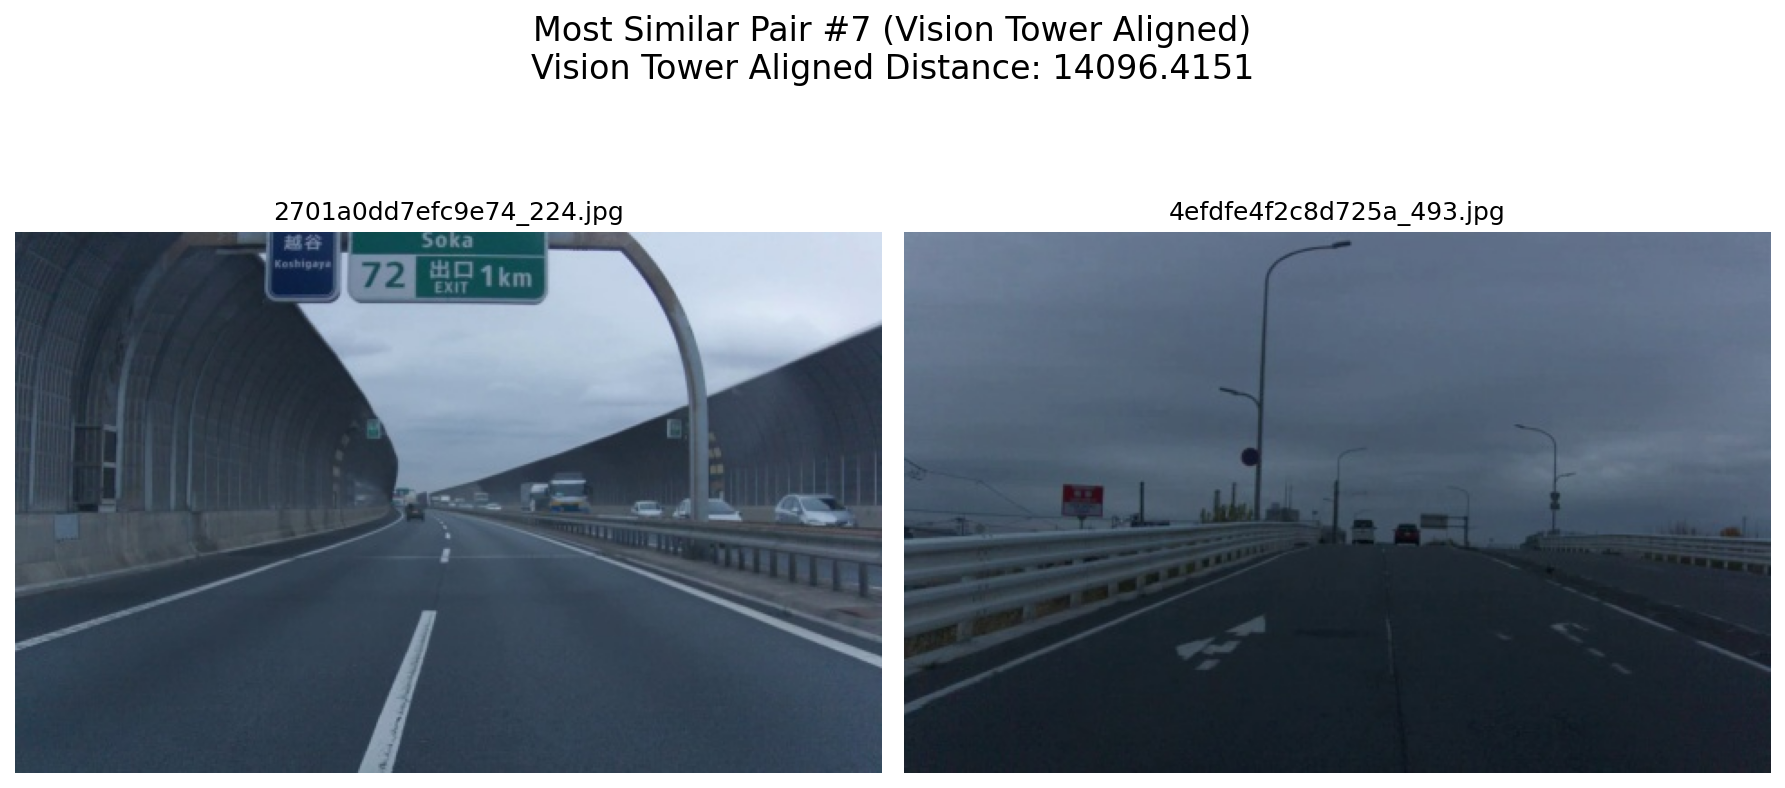 Most Similar Pair #7 (Vision Tower Aligned)
Vision Tower Aligned Distance: 14096.4151
2701a0dd7efc9e74_224.jpg
4efdfe4f2c8d725a_493.jpg
越谷
Koshigaya
Soka
72 出口 1km
EXIT